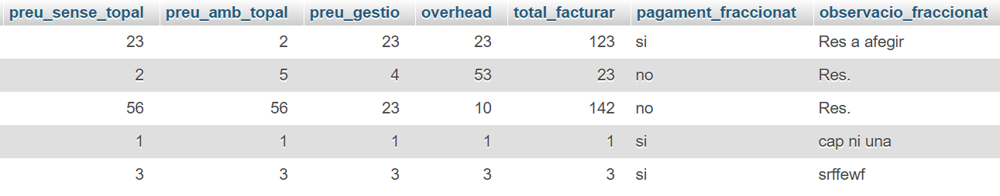 preu_sense_topal preu_amb_topal preu_gestio overhead total_facturar pagament_fraccionat observacio_fraccionat
23 2 23 23 123 si Res a afegir
2 5 4 53 23 no Res.
56 56 23 10 142 no Res.
1 1 1 1 1 si cap ni una
3 3 3 3 3 si srffewf